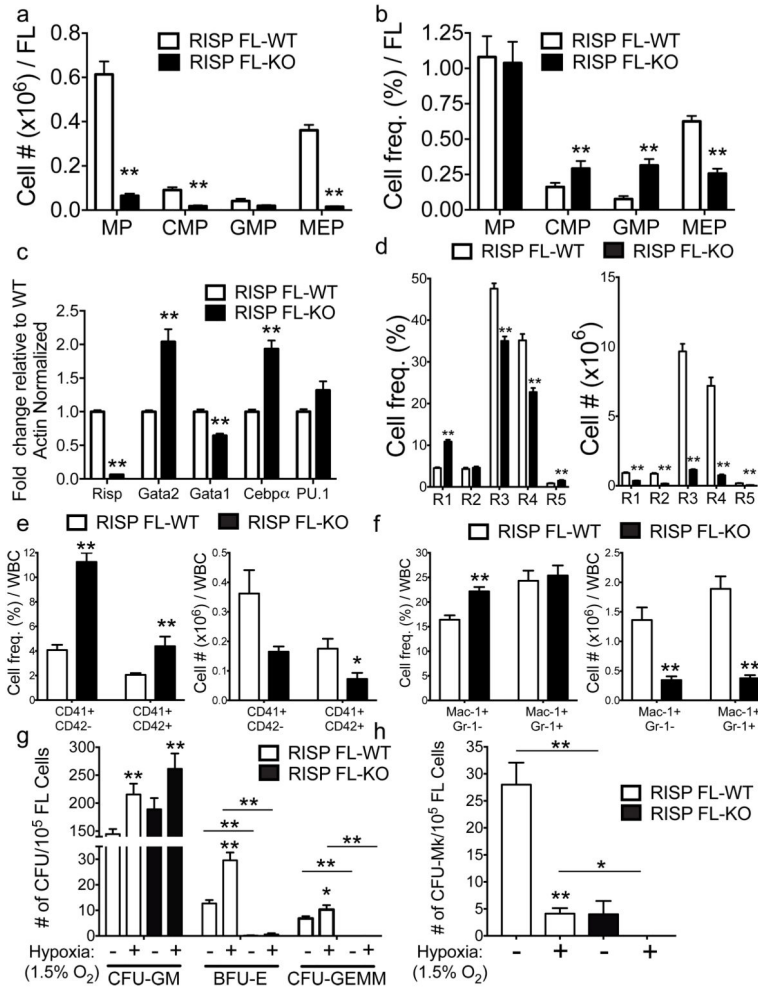 a
b
RISP FL-WT
RISP FL-KO
Cell # (x10⁶) / FL
0.8
0.6
0.4
0.2
0.0
**
**
**
MP CMP GMP MEP
RISP FL-WT
RISP FL-KO
Cell freq. (%) / FL
1.25
1.00
0.75
0.50
0.25
0.00
**
**
**
MP CMP GMP MEP
c
RISP FL-WT
RISP FL-KO
Fold change relative to WT
Actin Normalized
2.5
2.0
1.5
1.0
0.5
0.0
**
**
**
**
Risp Gata2 Gata1 Cebpα PU.1
d
RISP FL-WT RISP FL-KO
Cell freq. (%)
50
40
30
20
10
0
**
**
**
**
R1 R2 R3 R4 R5
Cell # (x10⁶)
15
10
5
0
** ** ** ** **
R1 R2 R3 R4 R5
e
RISP FL-WT RISP FL-KO
Cell freq. (%) / WBC
12
8
4
0
**
**
CD41+ CD41+
CD42- CD42+
Cell # (x10⁶) / WBC
0.6
0.4
0.2
0.0
*
CD41+ CD41+
CD42- CD42+
f
RISP FL-WT RISP FL-KO
Cell freq. (%) / WBC
30
25
20
15
10
5
0
**
Mac-1+ Mac-1+
Gr-1- Gr-1+
Cell # (x10⁶) / WBC
2.5
2.0
1.5
1.0
0.5
0.0
** **
Mac-1+ Mac-1+
Gr-1- Gr-1+
g
RISP FL-WT
RISP FL-KO
# of CFU/10⁵ FL Cells
300
250
200
150
40
30
20
10
0
**
**
**
**
**
**
**
*
Hypoxia: - + - + - + - + - + - +
(1.5% O₂) CFU-GM BFU-E CFU-GEMM
h
RISP FL-WT
RISP FL-KO
# of CFU-Mk/10⁵ FL Cells
35
30
25
20
15
10
5
0
**
**
*
Hypoxia: - + - +
(1.5% O₂)